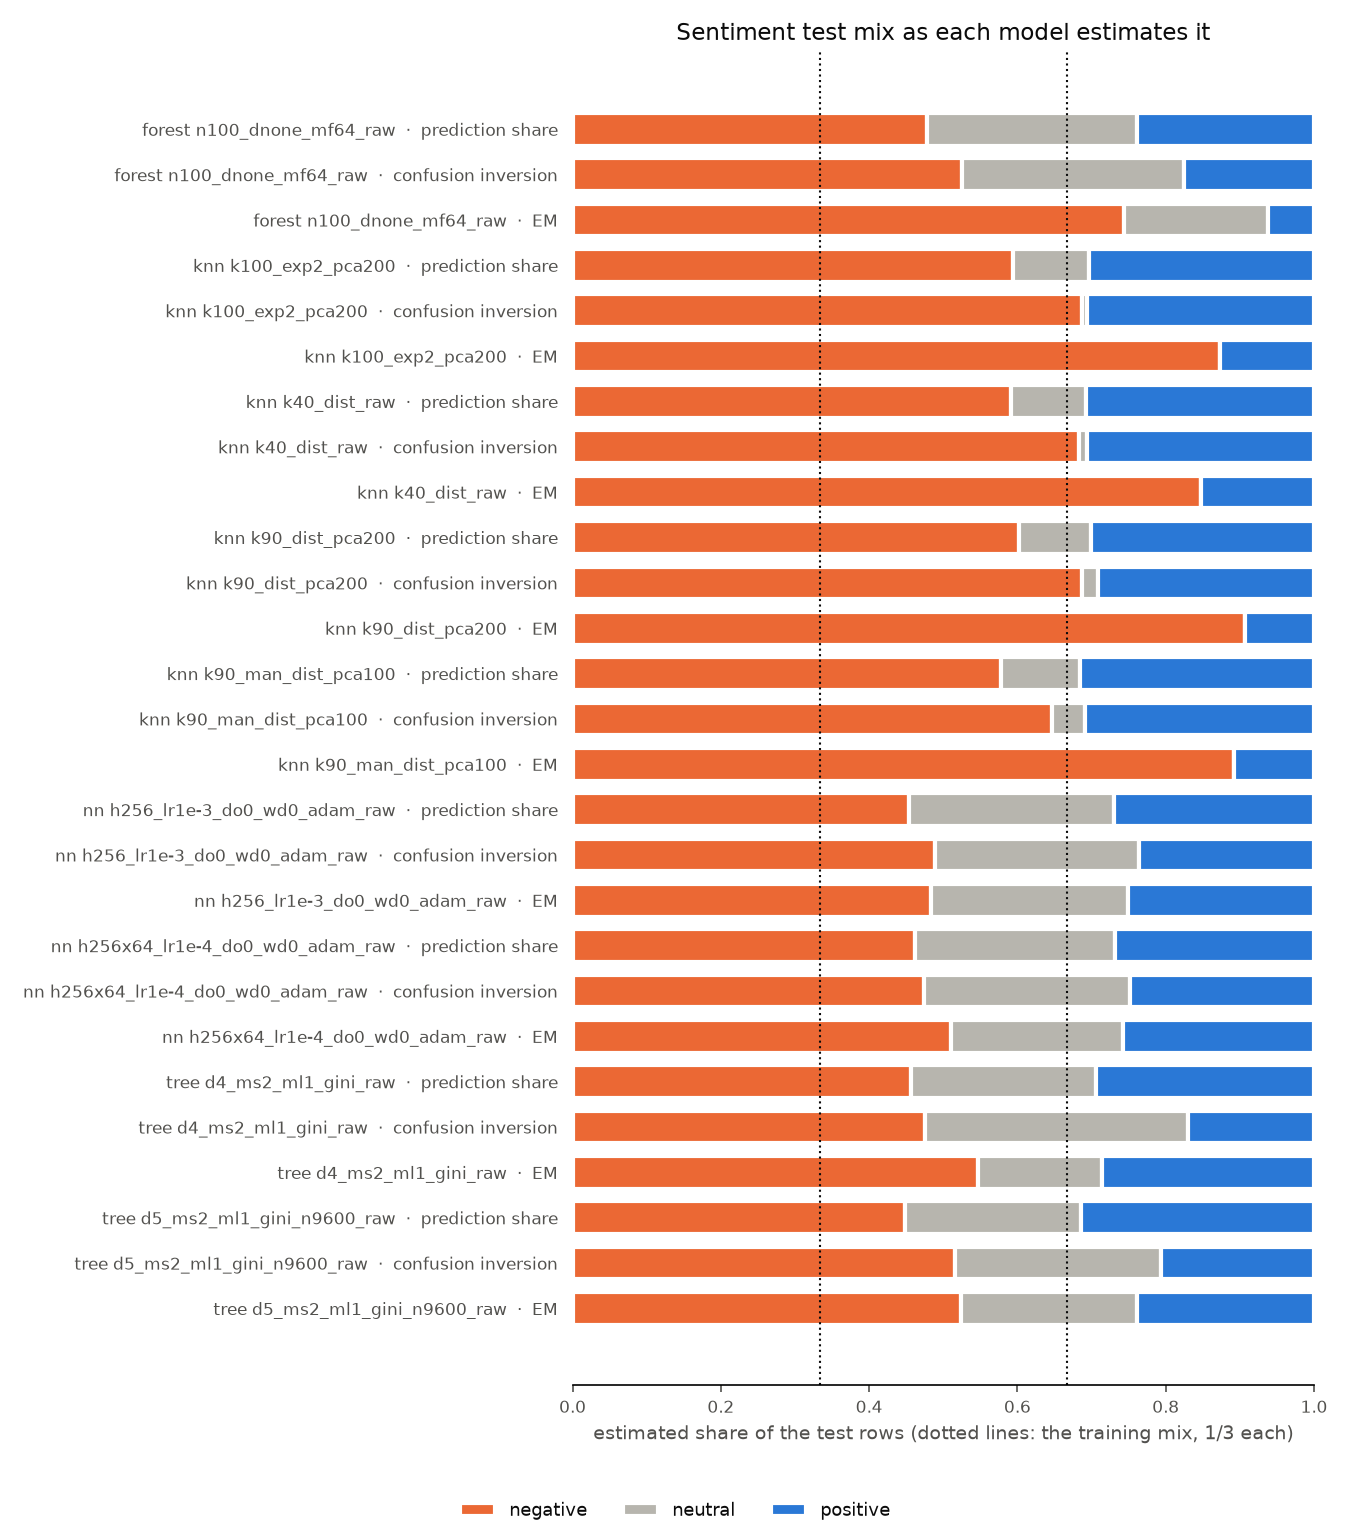 Sentiment test mix as each model estimates it
forest n100_dnone_mf64_raw · prediction share
forest n100_dnone_mf64_raw · confusion inversion
forest n100_dnone_mf64_raw · EM
knn k100_exp2_pca200 · prediction share
knn k100_exp2_pca200 · confusion inversion
knn k100_exp2_pca200 · EM
knn k40_dist_raw · prediction share
knn k40_dist_raw · confusion inversion
knn k40_dist_raw · EM
knn k90_dist_pca200 · prediction share
knn k90_dist_pca200 · confusion inversion
knn k90_dist_pca200 · EM
knn k90_man_dist_pca100 · prediction share
knn k90_man_dist_pca100 · confusion inversion
knn k90_man_dist_pca100 · EM
nn h256_lr1e-3_do0_wd0_adam_raw · prediction share
nn h256_lr1e-3_do0_wd0_adam_raw · confusion inversion
nn h256_lr1e-3_do0_wd0_adam_raw · EM
nn h256x64_lr1e-4_do0_wd0_adam_raw · prediction share
nn h256x64_lr1e-4_do0_wd0_adam_raw · confusion inversion
nn h256x64_lr1e-4_do0_wd0_adam_raw · EM
tree d4_ms2_ml1_gini_raw · prediction share
tree d4_ms2_ml1_gini_raw · confusion inversion
tree d4_ms2_ml1_gini_raw · EM
tree d5_ms2_ml1_gini_n9600_raw · prediction share
tree d5_ms2_ml1_gini_n9600_raw · confusion inversion
tree d5_ms2_ml1_gini_n9600_raw · EM
0.0 0.2 0.4 0.6 0.8 1.0
estimated share of the test rows (dotted lines: the training mix, 1/3 each)
negative neutral positive